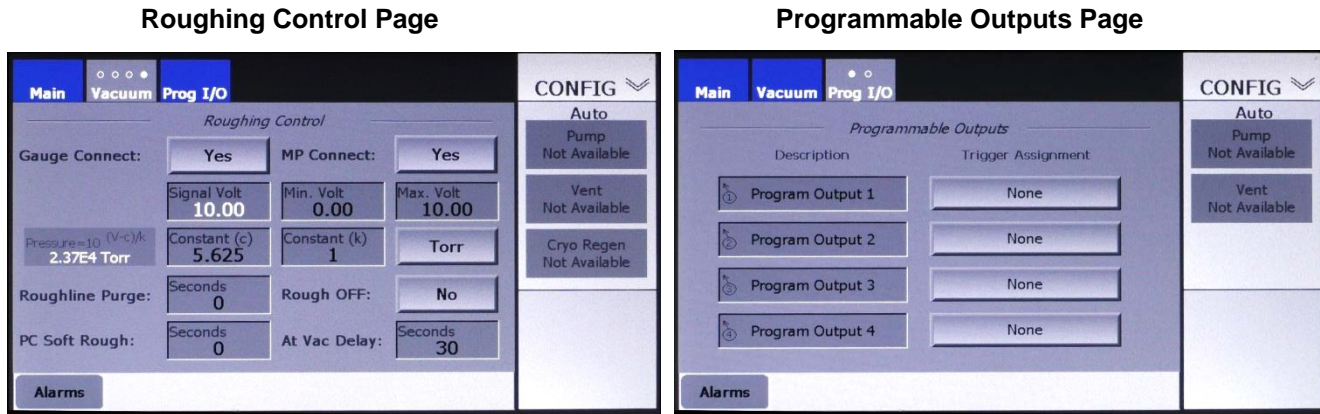 Roughing Control Page
Main Vacuum Prog I/O
CONFIG
Auto
Pump
Not Available
Vent
Not Available
Cryo Regen
Not Available
Roughing Control
Gauge Connect: Yes MP Connect: Yes
Signal Volt Min. Volt Max. Volt
10.00 0.00 10.00
Pressure=10 (V-c)/k Constant (c) Constant (k) Torr
2.37E4 Torr 5.625 1
Roughline Purge: Seconds 0 Rough OFF: No
PC Soft Rough: Seconds 0 At Vac Delay: Seconds 30
Alarms
Programmable Outputs Page
Main Vacuum Prog I/O
CONFIG
Auto
Pump
Not Available
Vent
Not Available
Programmable Outputs
Description Trigger Assignment
1 Program Output 1 None
2 Program Output 2 None
3 Program Output 3 None
4 Program Output 4 None
Alarms